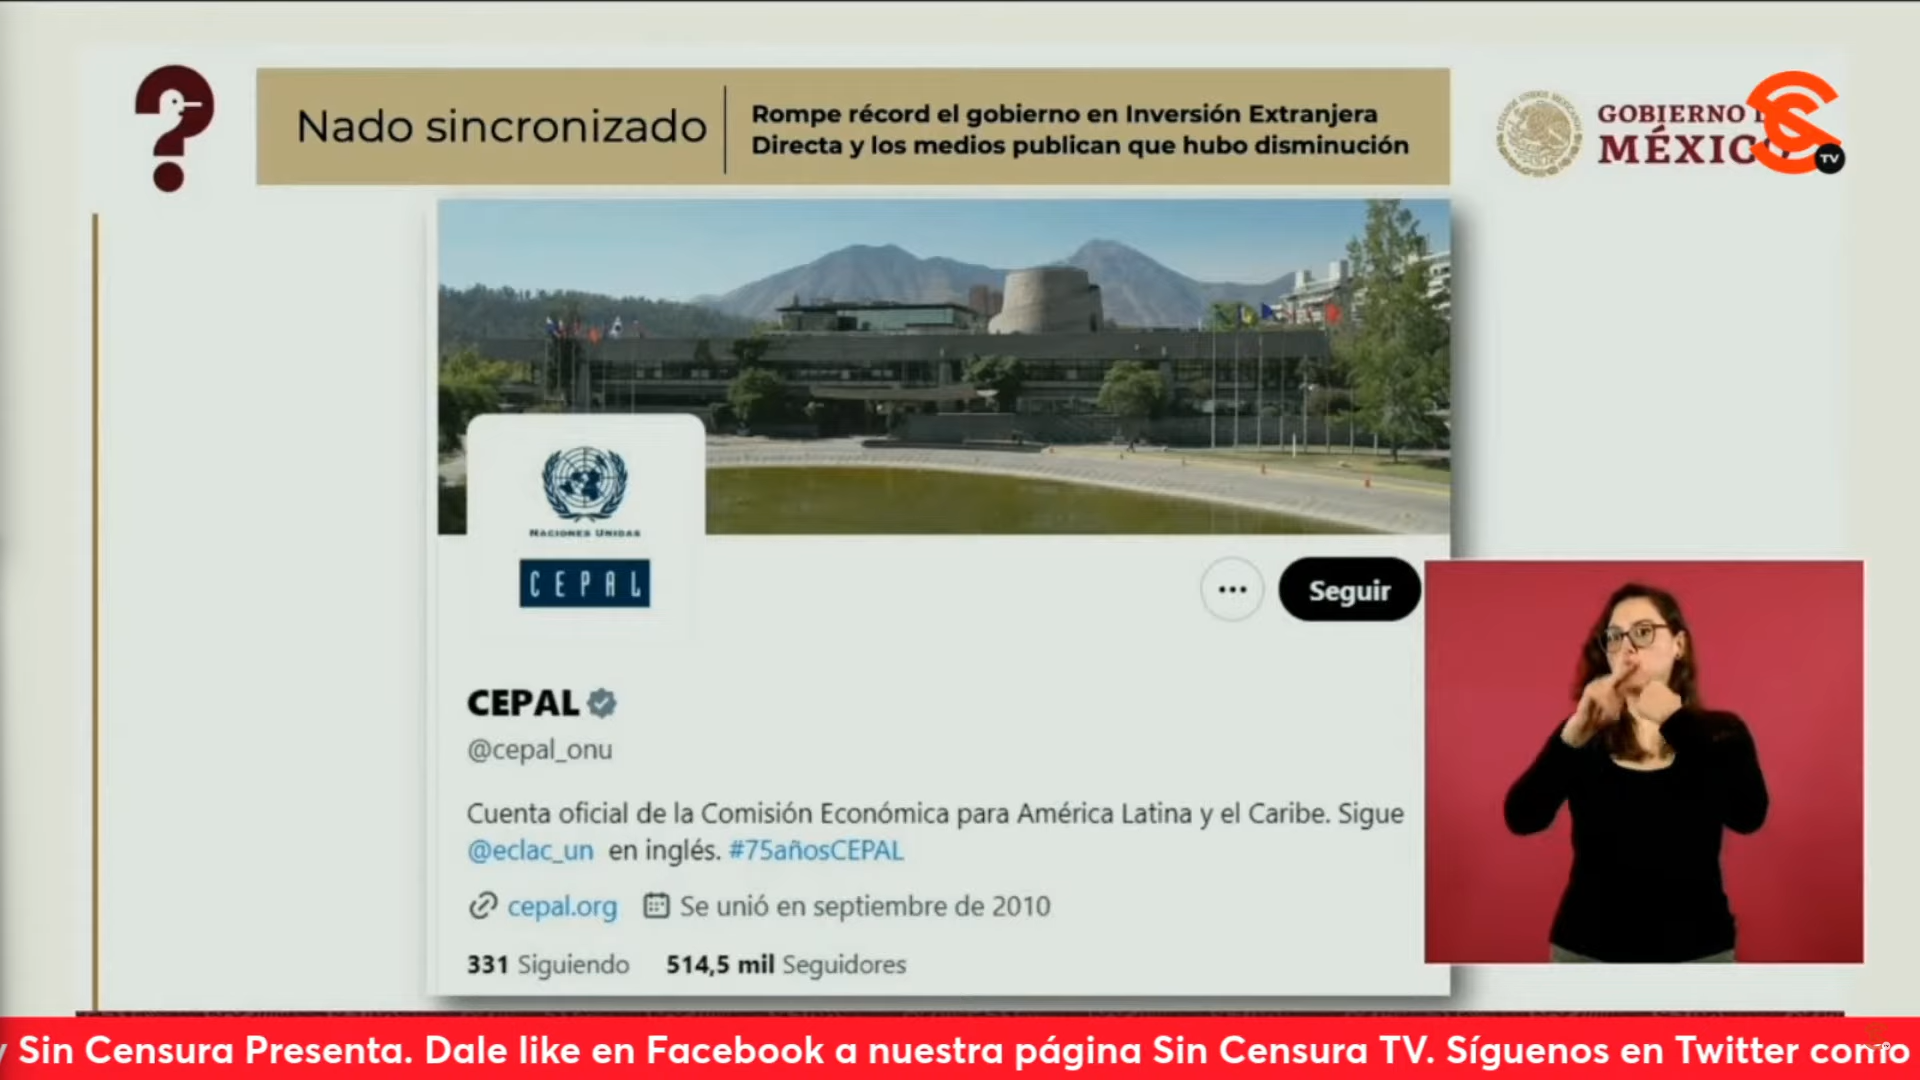 Nado sincronizado
Rompe récord el gobierno en Inversión Extranjera
Directa y los medios publican que hubo disminución
GOBIERNO
MÉXICO
TV
NACIONES UNIDAS
CEPAL
Seguir
CEPAL
@cepal_onu
Cuenta oficial de la Comisión Económica para América Latina y el Caribe. Sigue
@eclac_un en inglés. #75añosCEPAL
cepal.org Se unió en septiembre de 2010
331 Siguiendo 514,5 mil Seguidores
Sin Censura Presenta. Dale like en Facebook a nuestra página Sin Censura TV. Síguenos en Twitter como